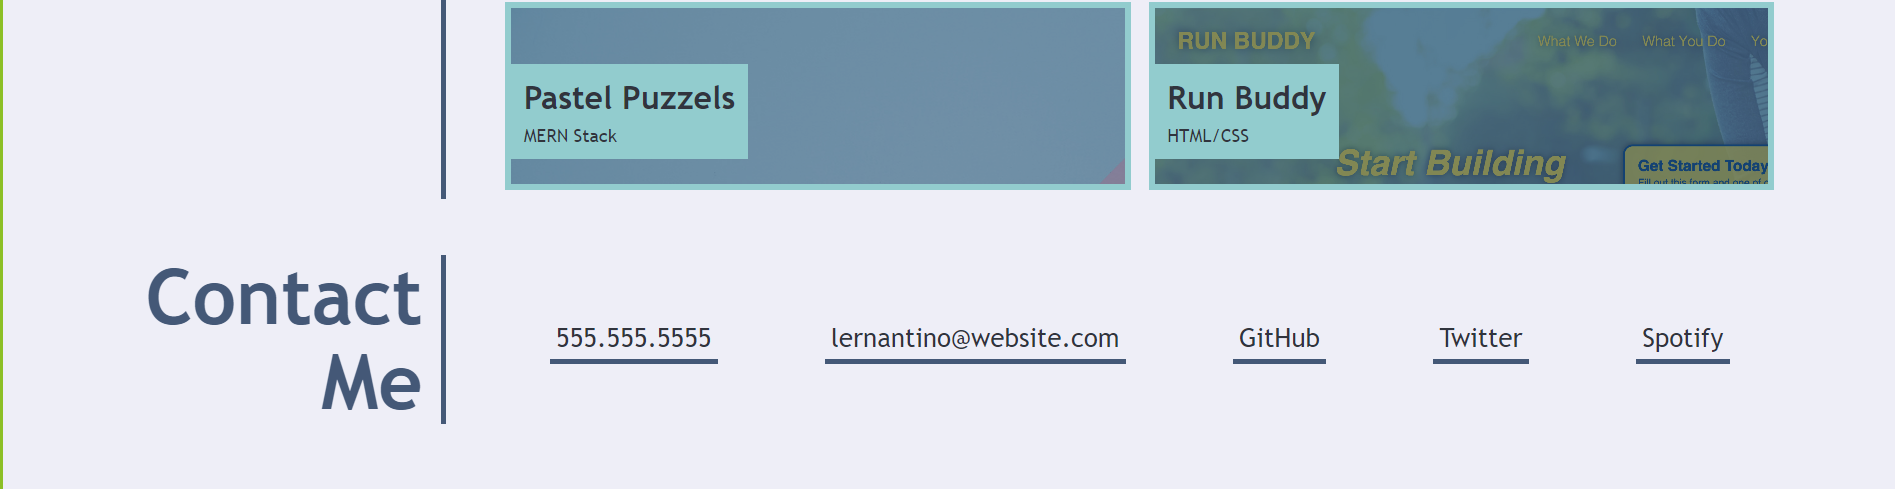 RUN BUDDY
What We Do What You Do Yo
Pastel Puzzels
MERN Stack
Run Buddy
HTML/CSS
Start Building
Get Started Today
Fill out this form and one of
Contact
Me
555.555.5555
lernantino@website.com
GitHub
Twitter
Spotify